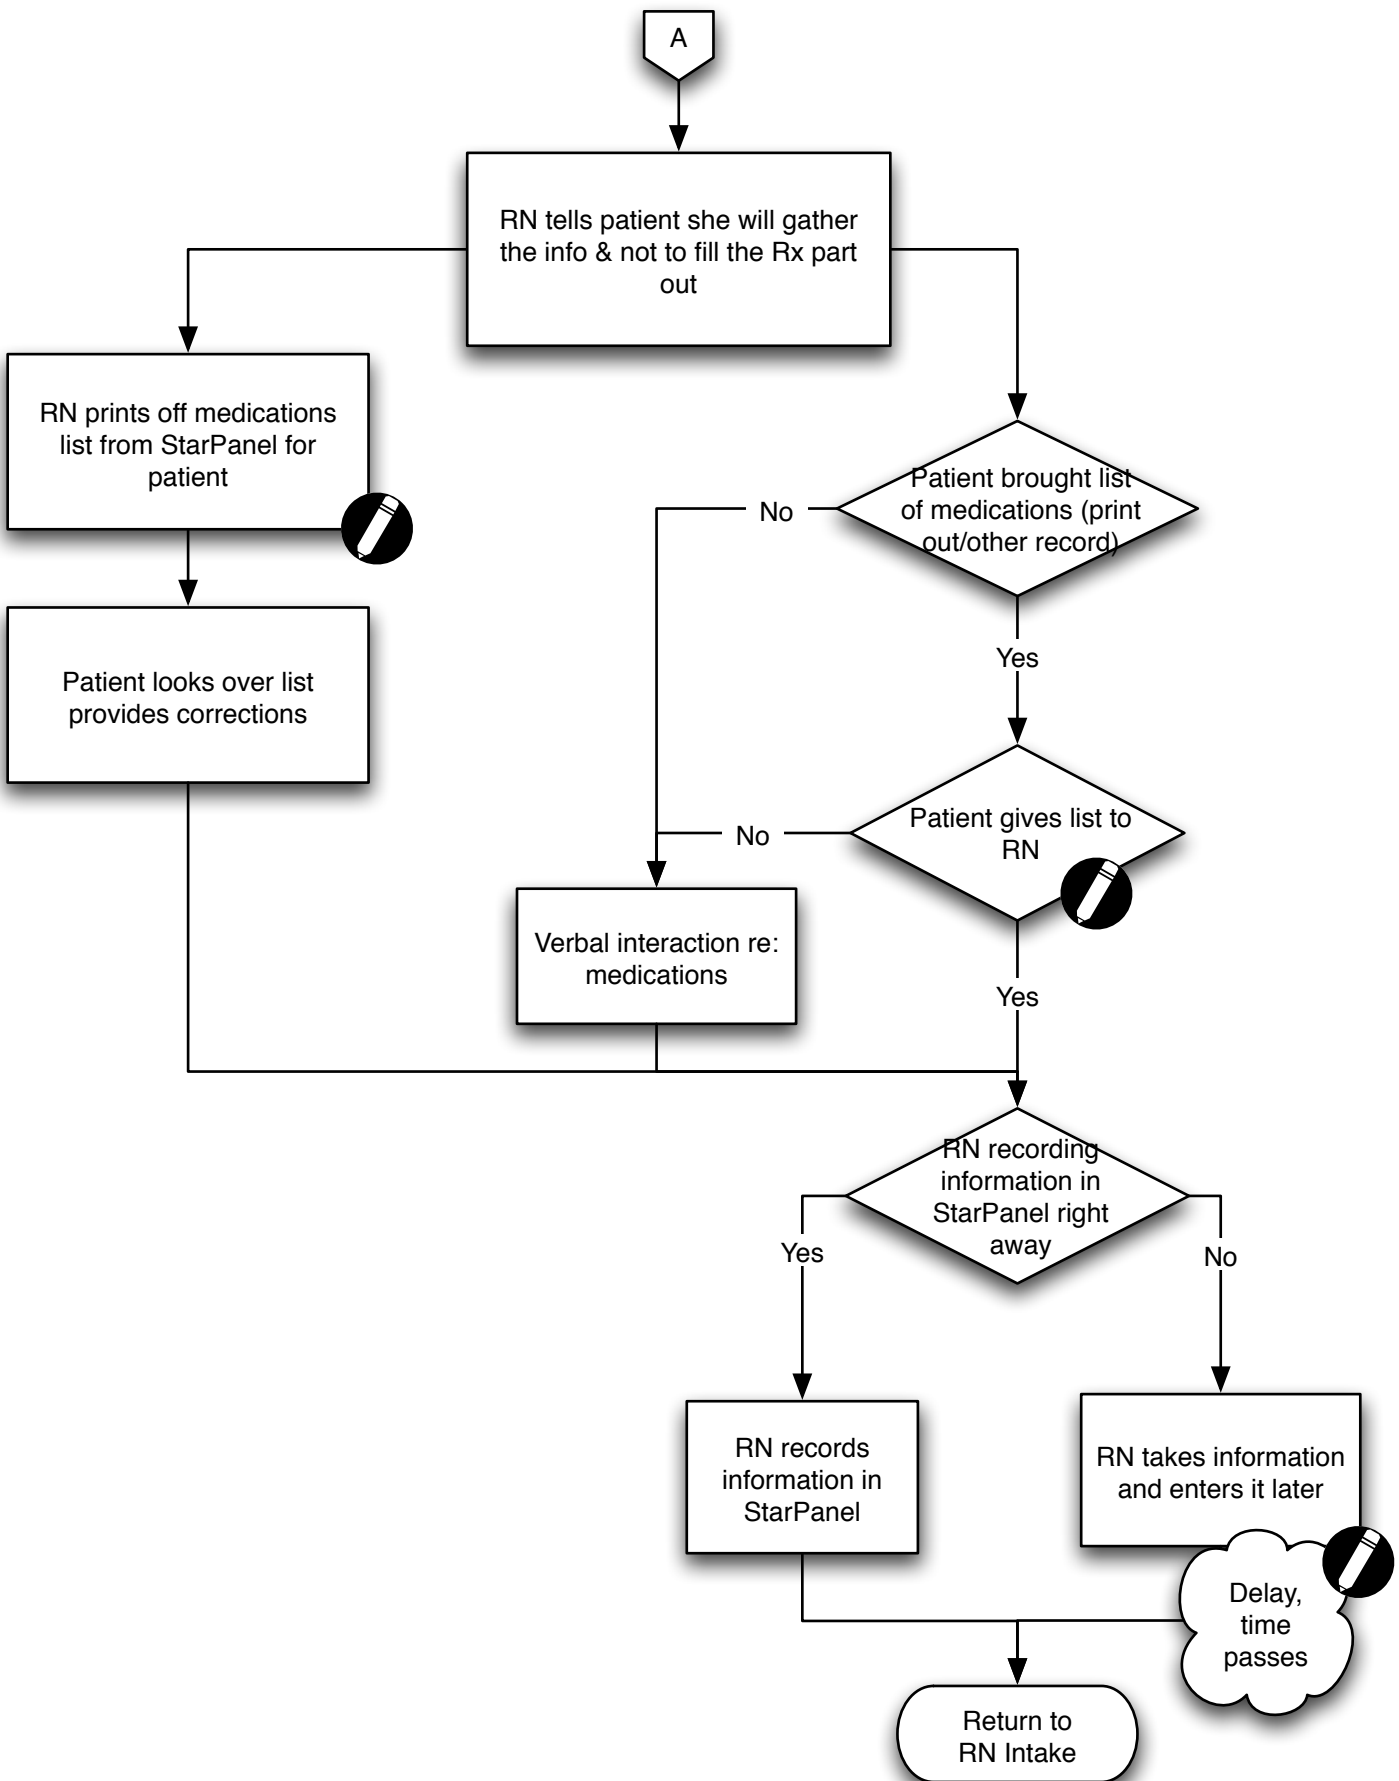 A
RN tells patient she will gather
the info & not to fill the Rx part
out
RN prints off medications
list from StarPanel for
patient
Patient brought list
of medications (print
out/other record)
No
Yes
Patient looks over list
provides corrections
Patient gives list to
RN
No
Verbal interaction re:
medications
Yes
RN recording
information in
StarPanel right
away
Yes
No
RN records
information in
StarPanel
RN takes information
and enters it later
Delay,
time
passes
Return to
RN Intake